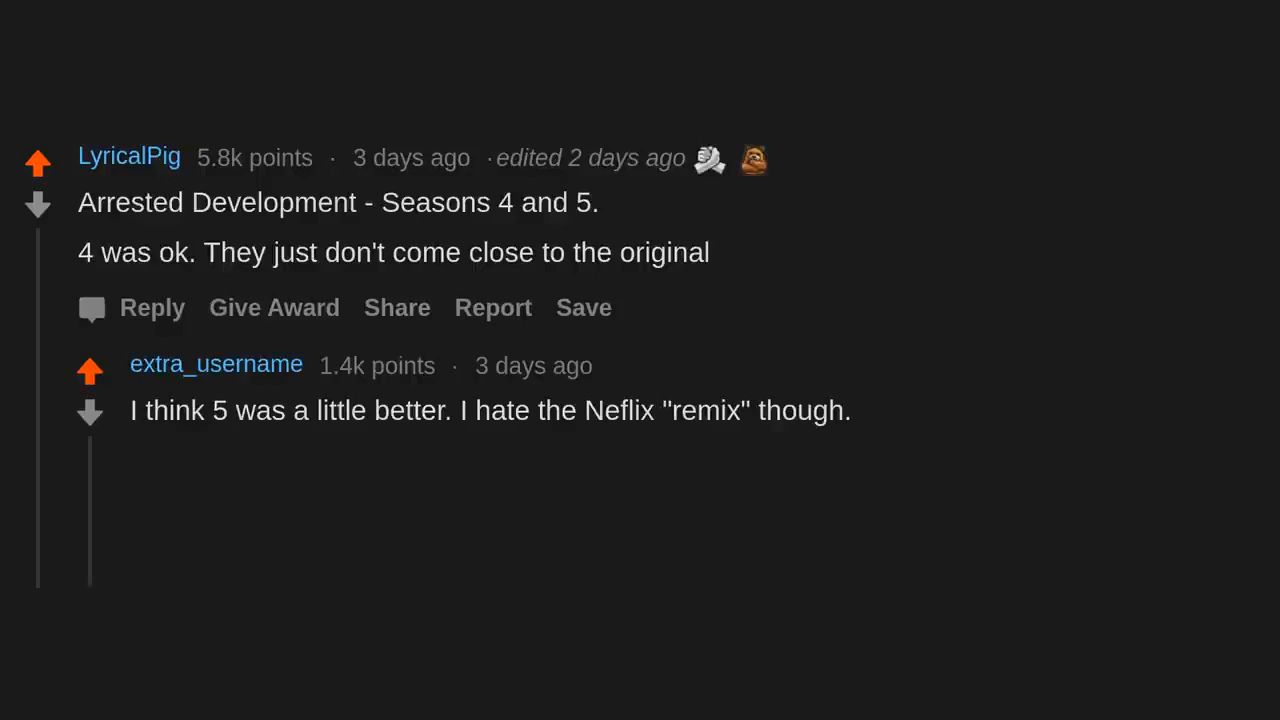 LyricalPig 5.8k points · 3 days ago · edited 2 days ago
Arrested Development - Seasons 4 and 5.
4 was ok. They just don't come close to the original
Reply Give Award Share Report Save
extra_username 1.4k points · 3 days ago
I think 5 was a little better. I hate the Neflix "remix" though.